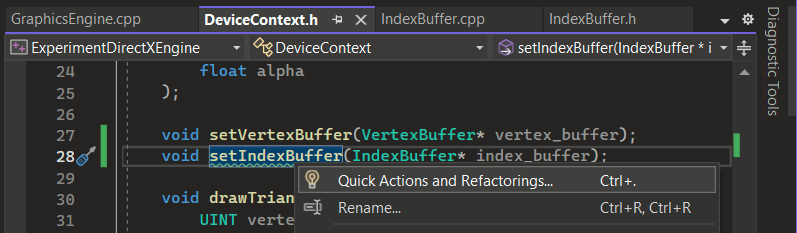 GraphicsEngine.cpp DeviceContext.h IndexBuffer.cpp IndexBuffer.h
ExperimentDirectXEngine DeviceContext setIndexBuffer(IndexBuffer * i
24 float alpha
25 );
26
27 void setVertexBuffer(VertexBuffer* vertex_buffer);
28 void setIndexBuffer(IndexBuffer* index_buffer);
29
30 void drawTrian
31 UINT verte
Quick Actions and Refactorings... Ctrl+.
Rename... Ctrl+R, Ctrl+R
Diagnostic Tools